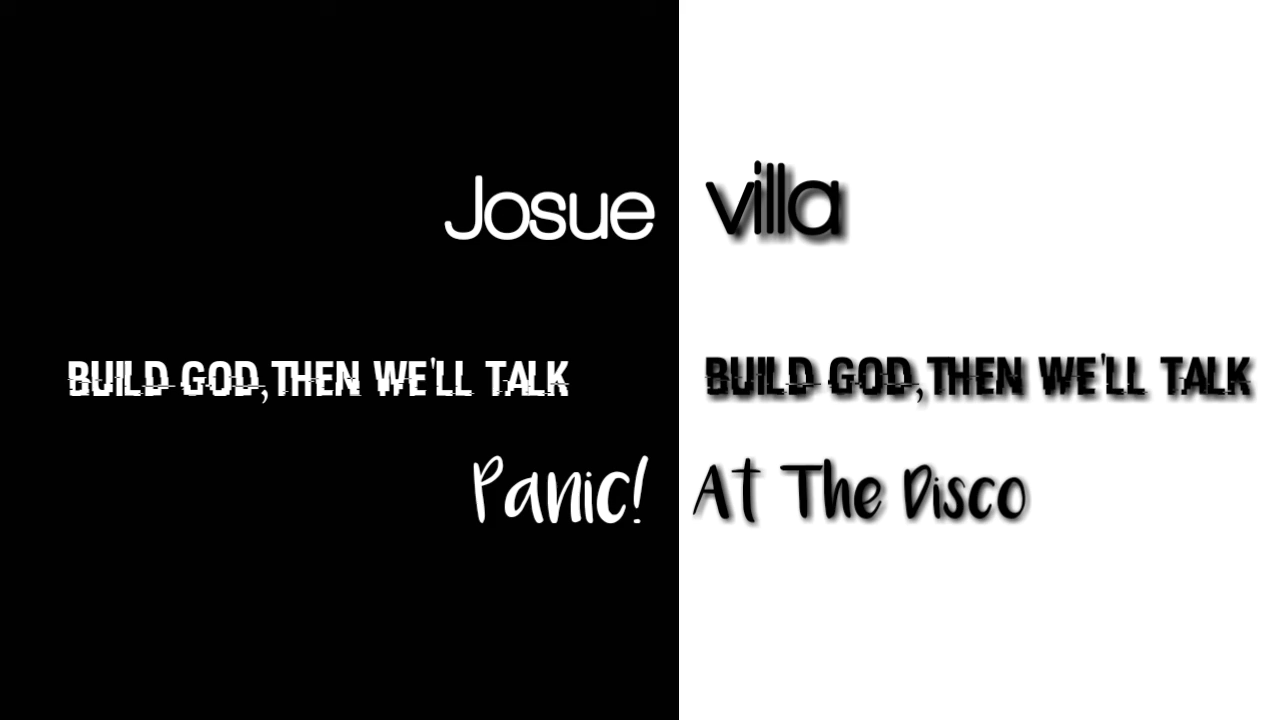 Josue villa
BUILD GOD,THEN WE'LL TALK BUILD GOD,THEN WE'LL TALK
Panic! At The Disco